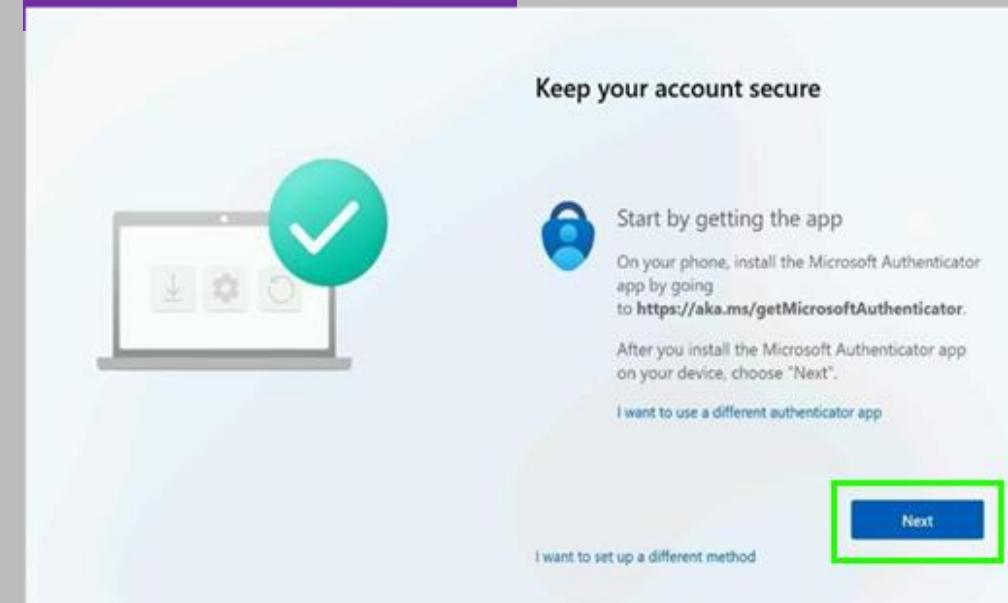 Keep your account secure
Start by getting the app
On your phone, install the Microsoft Authenticator
app by going
to https://aka.ms/getMicrosoftAuthenticator.
After you install the Microsoft Authenticator app
on your device, choose "Next".
I want to use a different authenticator app
Next
I want to set up a different method